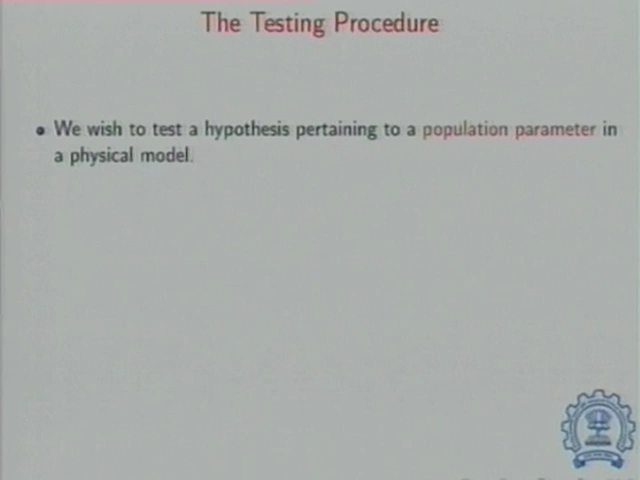 The Testing Procedure
We wish to test a hypothesis pertaining to a population parameter in
a physical model.